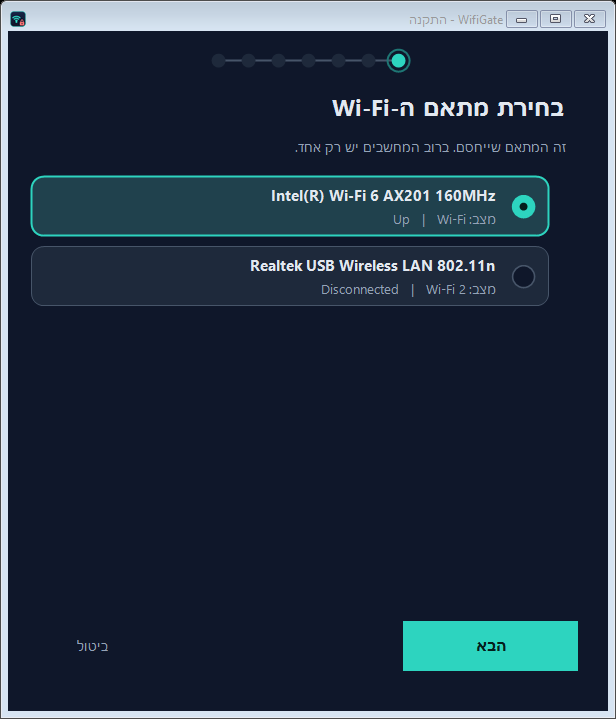 WifiGate - התקנה
בחירת מתאם ה-Wi-Fi
זה המתאם שייחסם. ברוב המחשבים יש רק אחד.
Intel(R) Wi-Fi 6 AX201 160MHz
מצב: Up   |   Wi-Fi
Realtek USB Wireless LAN 802.11n
מצב: Disconnected   |   Wi-Fi 2
הבא
ביטול